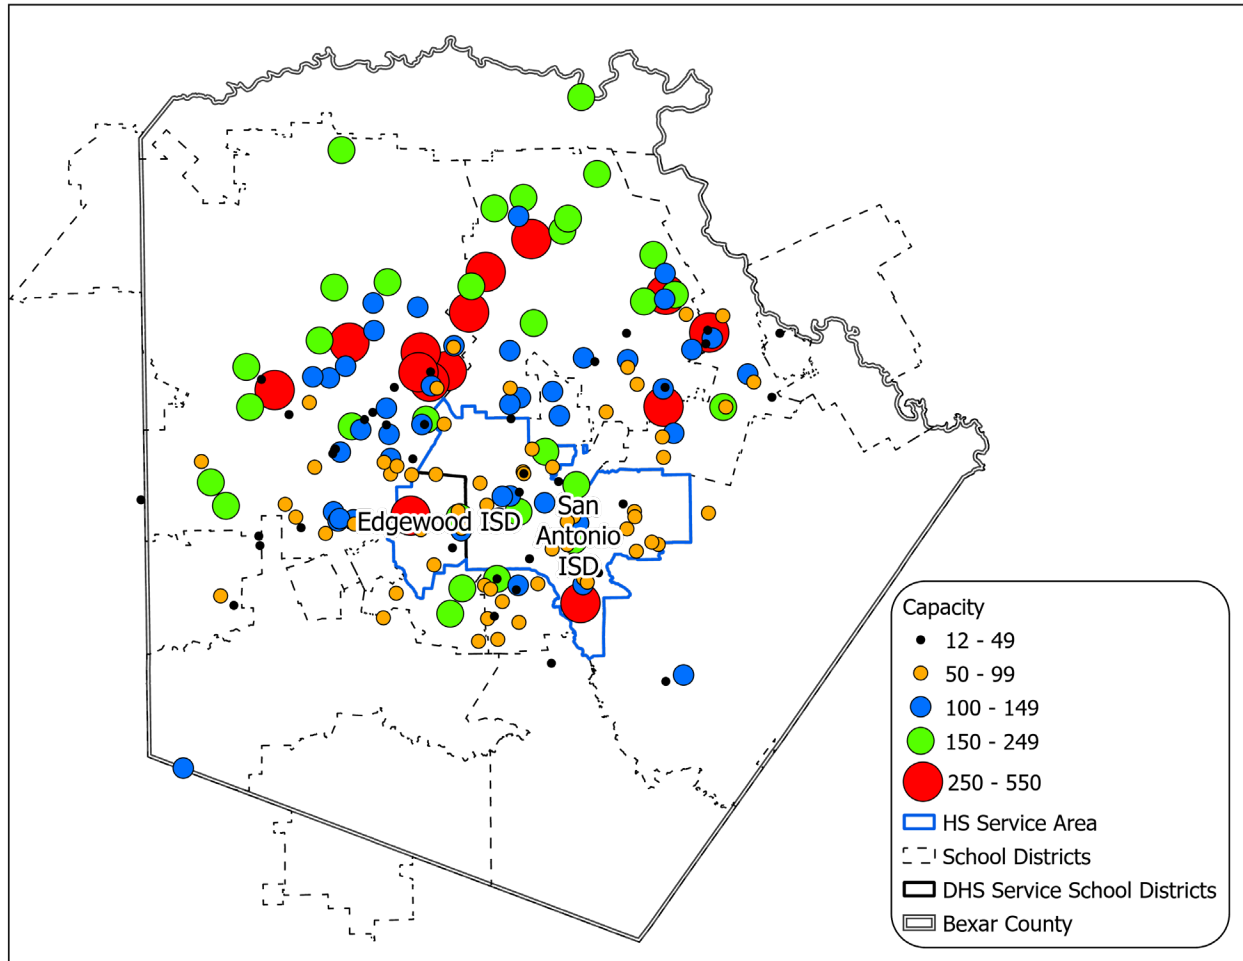 Edgewood ISD
San
Antonio
ISD
Capacity
12 - 49
50 - 99
100 - 149
150 - 249
250 - 550
HS Service Area
School Districts
DHS Service School Districts
Bexar County